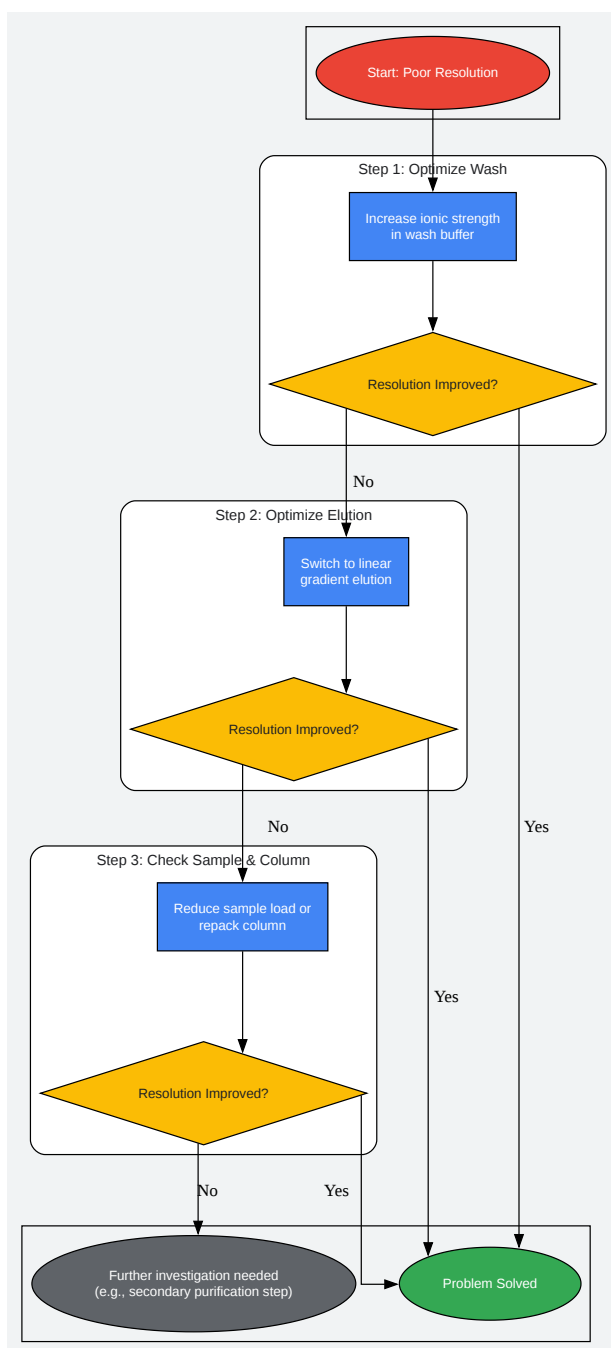 Start: Poor Resolution
Step 1: Optimize Wash
Increase ionic strength
in wash buffer
Resolution Improved?
No
Step 2: Optimize Elution
Switch to linear
gradient elution
Resolution Improved?
No
Yes
Step 3: Check Sample & Column
Reduce sample load or
repack column
Yes
Resolution Improved?
No
Yes
Further investigation needed
(e.g., secondary purification step)
Problem Solved